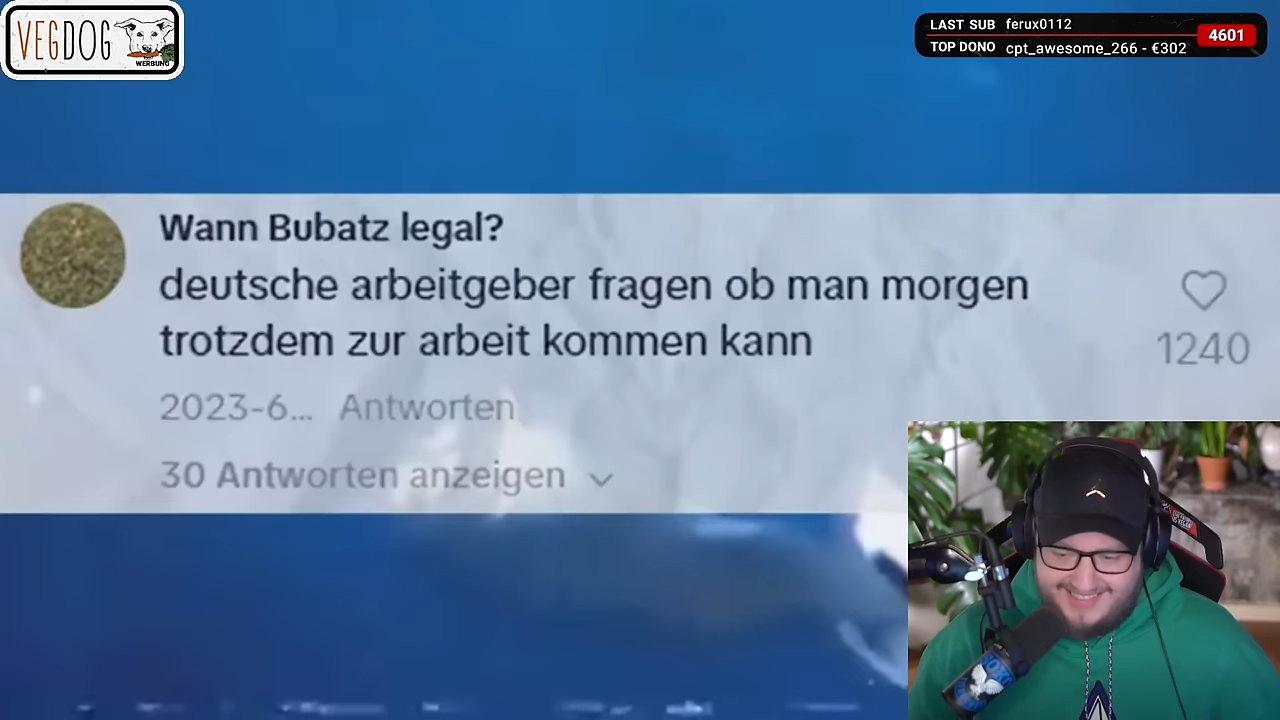 VEGDOG
WERBUNG
LAST SUB ferux0112
TOP DONO cpt_awesome_266 - €302
4601
Wann Bubatz legal?
deutsche arbeitgeber fragen ob man morgen
trotzdem zur arbeit kommen kann
1240
2023-6... Antworten
30 Antworten anzeigen